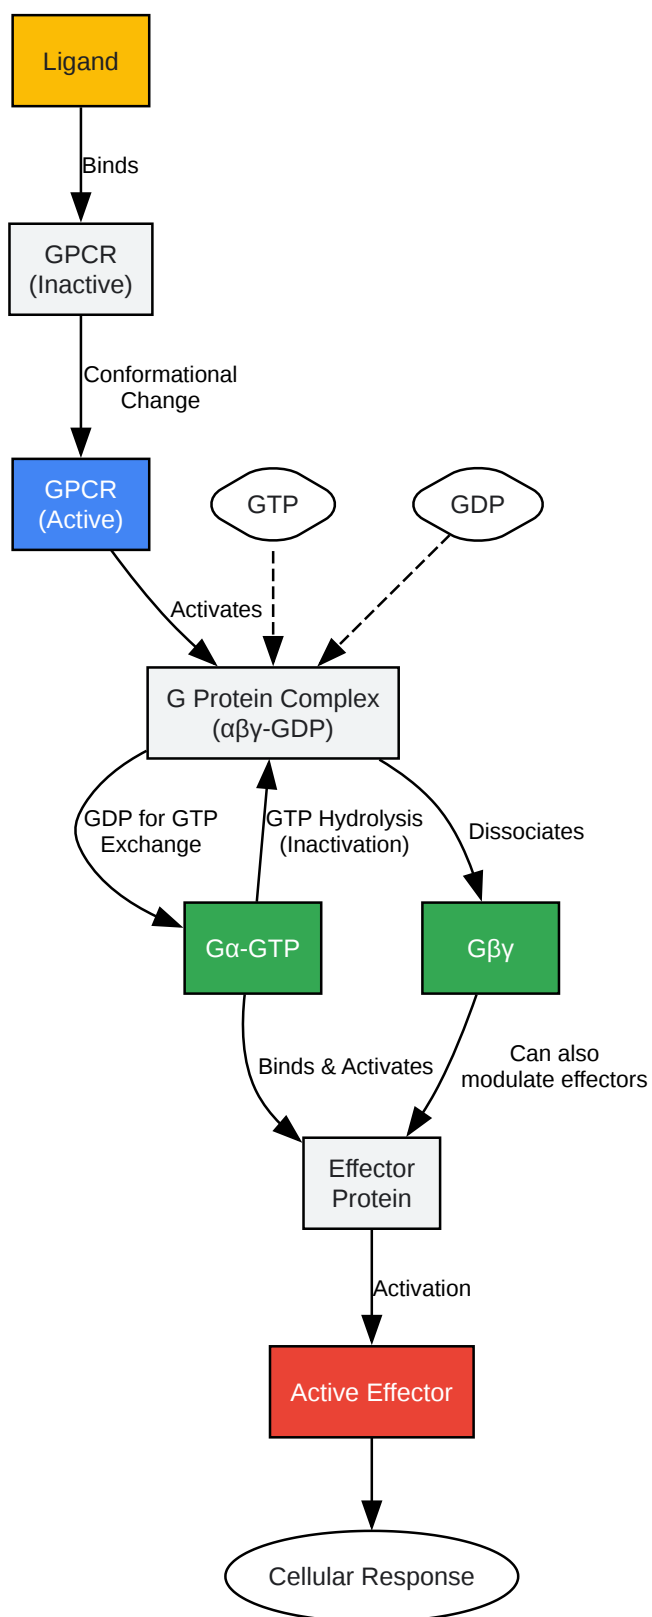 Ligand
Binds
GPCR
(Inactive)
Conformational
Change
GPCR
(Active)
GTP
GDP
Activates
G Protein Complex
(αβγ-GDP)
GDP for GTP
Exchange
GTP Hydrolysis
(Inactivation)
Dissociates
Gα-GTP
Gβγ
Binds & Activates
Can also
modulate effectors
Effector
Protein
Activation
Active Effector
Cellular Response